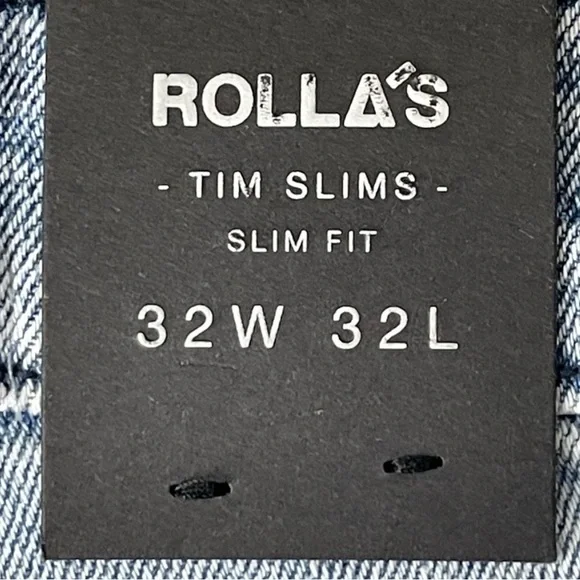 ROLLA'S
- TIM SLIMS -
SLIM FIT
32W 32L